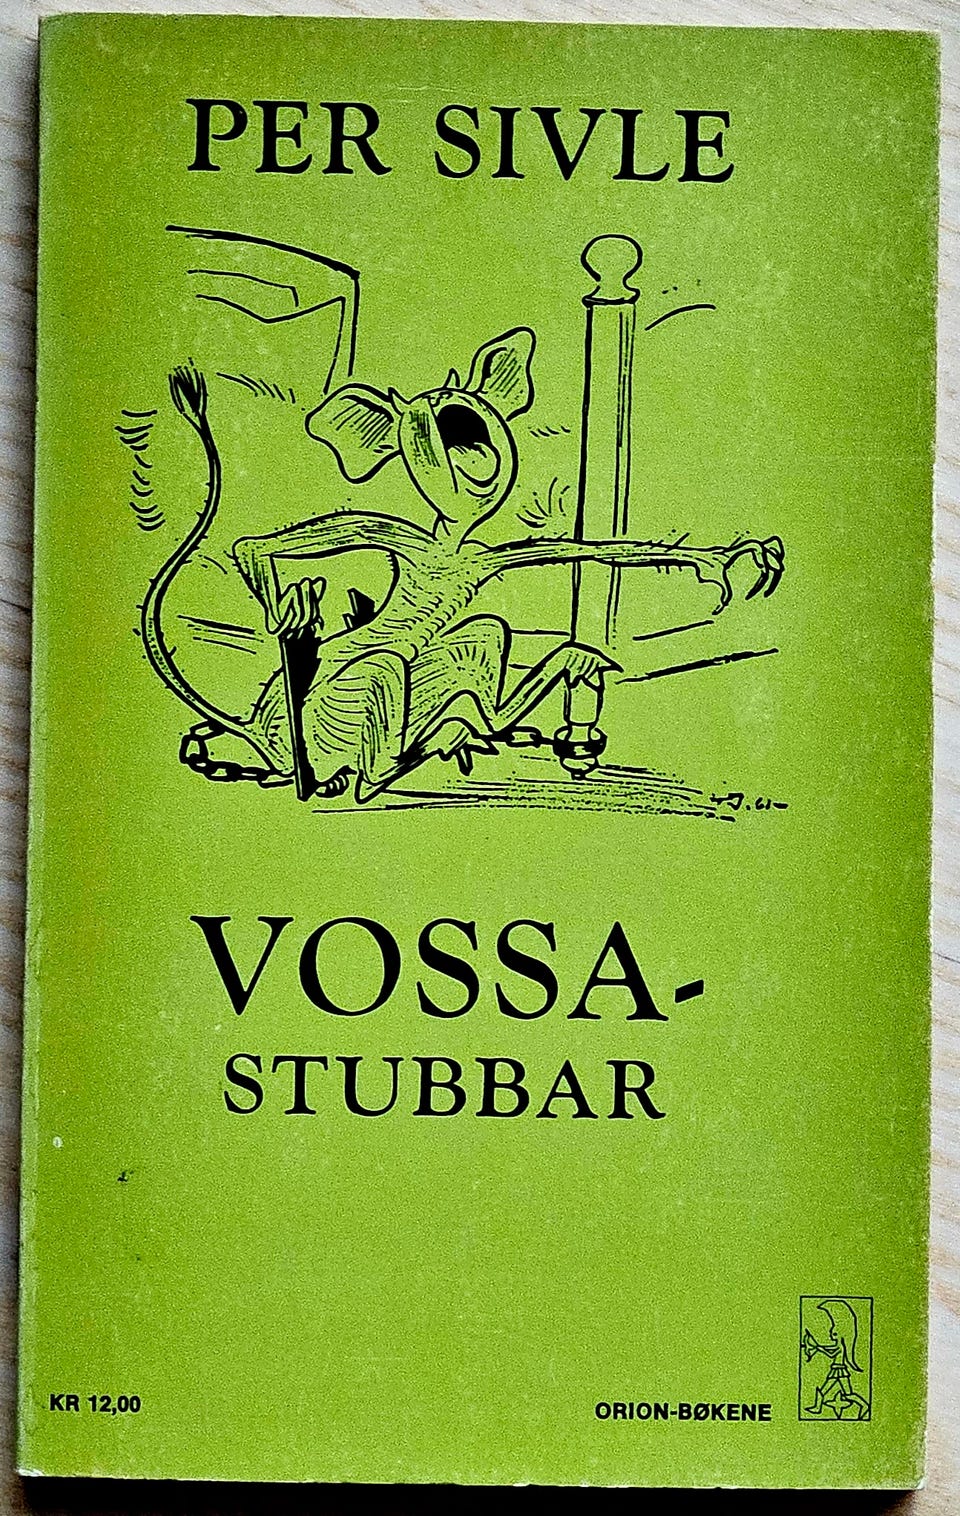 PER SIVLE
VOSSA-
STUBBAR
KR 12,00
ORION-BØKENE